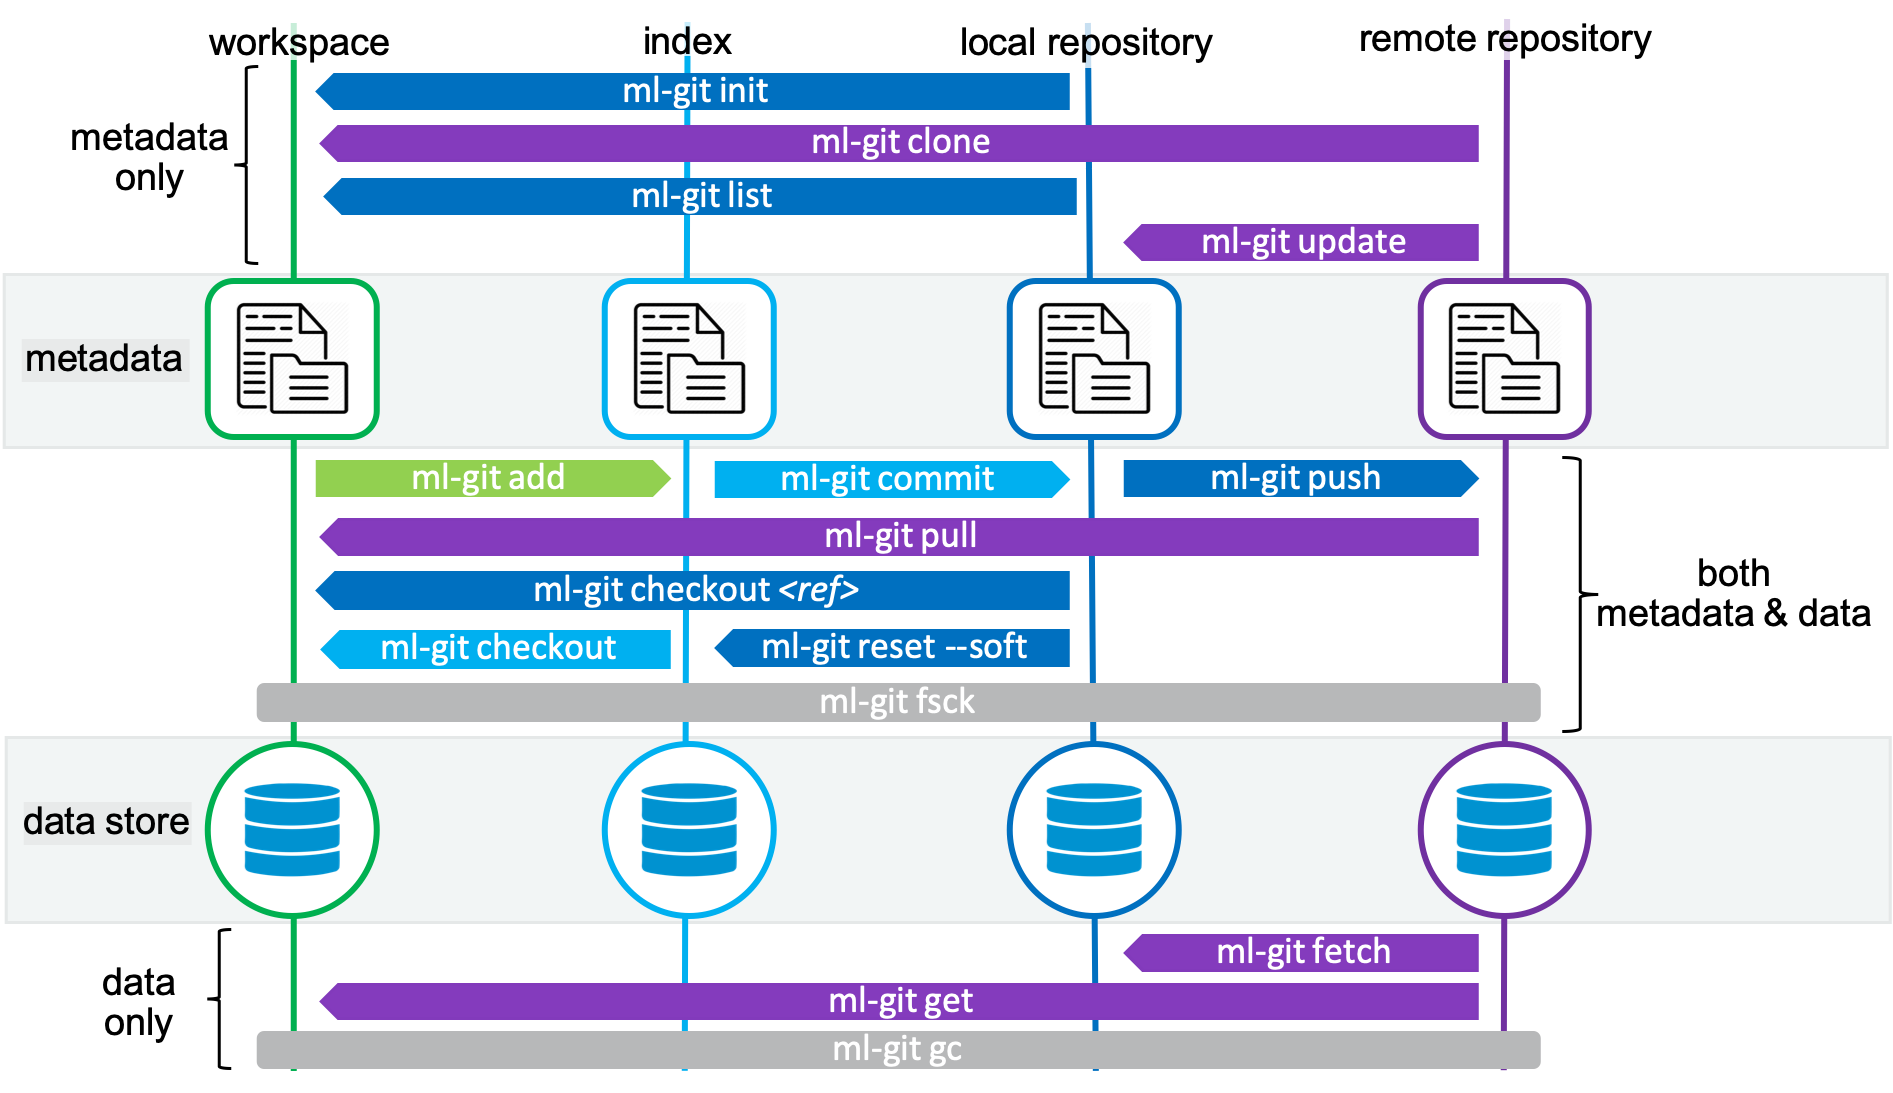 workspace
index
local repository
remote repository
ml-git init
metadata
only
ml-git clone
ml-git list
ml-git update
metadata
ml-git add
ml-git commit
ml-git push
ml-git pull
ml-git checkout <ref>
both
metadata & data
ml-git checkout
ml-git reset --soft
ml-git fsck
data store
ml-git fetch
data
only
ml-git get
ml-git gc